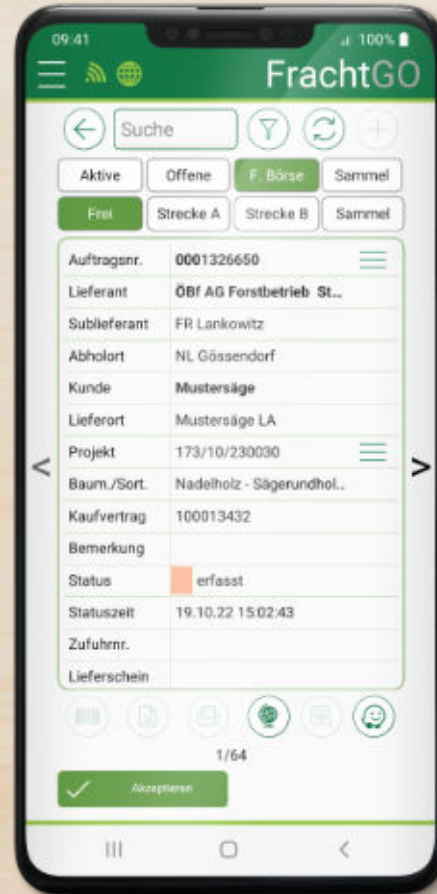 09:41 100%
FrachtGO
Suche
Aktive Offene F. Börse Sammel
Frei Strecke A Strecke B Sammel
Auftragsnr. 0001326650
Lieferant ÖBf AG Forstbetrieb St...
Sublieferant FR Lankowitz
Abholort NL Gössendorf
Kunde Mustersäge
Lieferort Mustersäge LA
Projekt 173/10/230030
Baum./Sort. Nadelholz - Sägerundhol...
Kaufvertrag 100013432
Bemerkung
Status erfasst
Statuszeit 19.10.22 15:02:43
Zufuhrnr.
Lieferschein
1/64
Akzeptieren